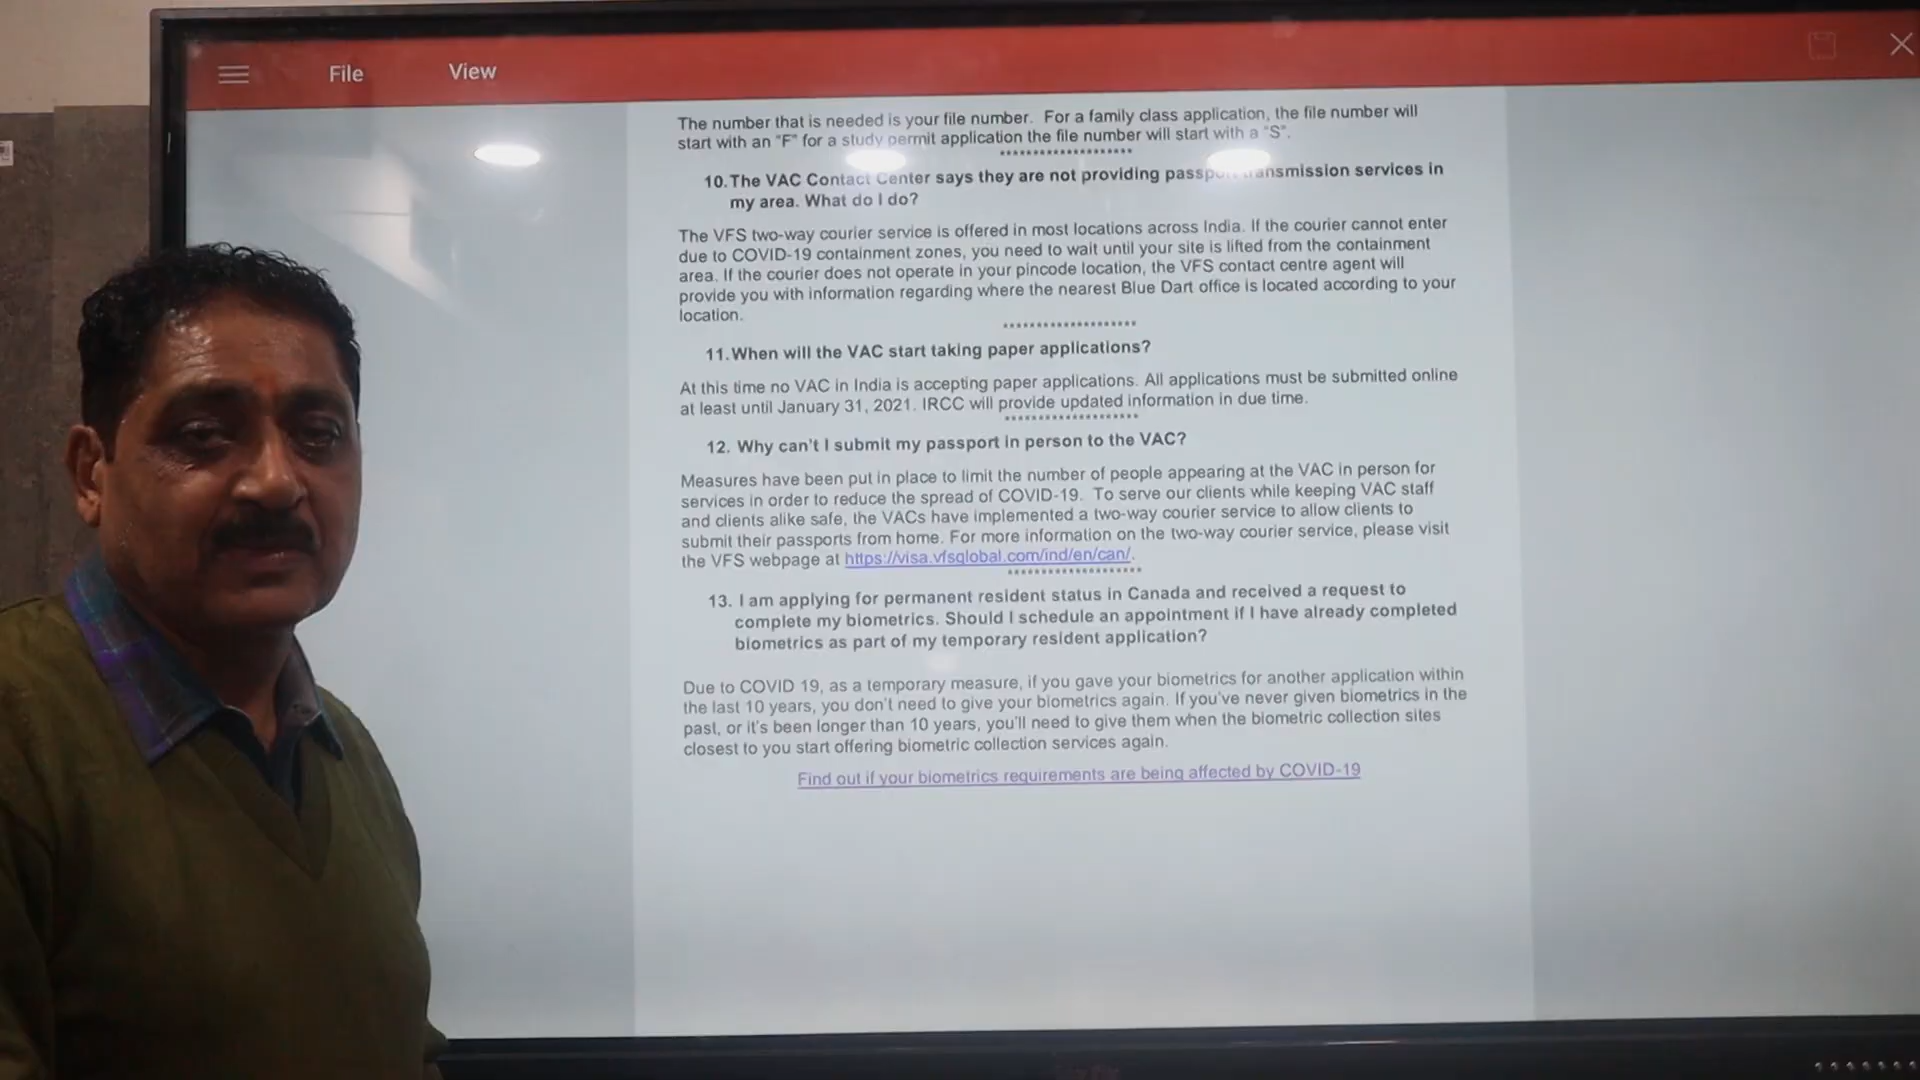 File View
The number that is needed is your file number. For a family class application, the file number will
start with an "F" for a study permit application the file number will start with a "S".
********************
10. The VAC Contact Center says they are not providing transmission services in
my area. What do I do?
The VFS two-way courier service is offered in most locations across India. If the courier cannot enter
due to COVID-19 containment zones, you need to wait until your site is lifted from the containment
area. If the courier does not operate in your pincode location, the VFS contact centre agent will
provide you with information regarding where the nearest Blue Dart office is located according to your
location.
********************
11. When will the VAC start taking paper applications?
At this time no VAC in India is accepting paper applications. All applications must be submitted online
at least until January 31, 2021. IRCC will provide updated information in due time.
********************
12. Why can't I submit my passport in person to the VAC?
Measures have been put in place to limit the number of people appearing at the VAC in person for
services in order to reduce the spread of COVID-19. To serve our clients while keeping VAC staff
and clients alike safe, the VACs have implemented a two-way courier service to allow clients to
submit their passports from home. For more information on the two-way courier service, please visit
the VFS webpage at https://visa.vfsglobal.com/ind/en/can/.
********************
13. I am applying for permanent resident status in Canada and received a request to
complete my biometrics. Should I schedule an appointment if I have already completed
biometrics as part of my temporary resident application?
Due to COVID 19, as a temporary measure, if you gave your biometrics for another application within
the last 10 years, you don't need to give your biometrics again. If you've never given biometrics in the
past, or it's been longer than 10 years, you'll need to give them when the biometric collection sites
closest to you start offering biometric collection services again.
Find out if your biometrics requirements are being affected by COVID-19